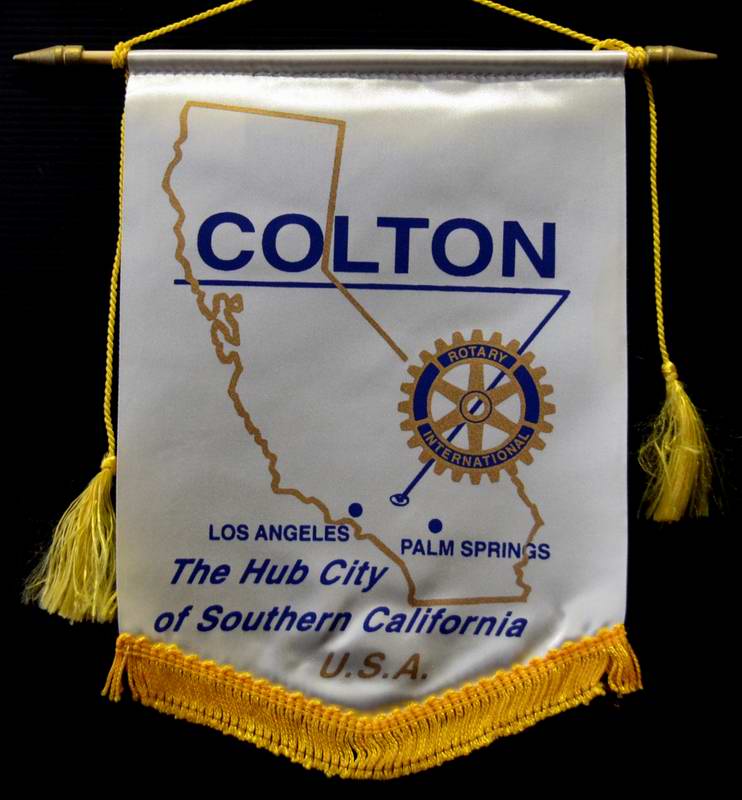 COLTON
ROTARY
INTERNATIONAL
LOS ANGELES
PALM SPRINGS
The Hub City
of Southern California
U.S.A.